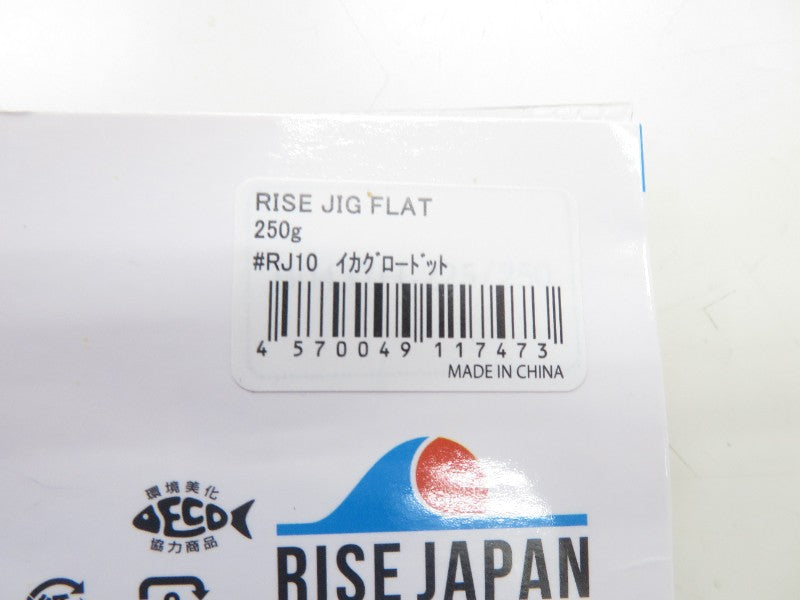 RISE JIG FLAT
250g
#RJ10 ｲｶｸﾞﾛｰﾄﾞｯﾄ
4 570049 117473
MADE IN CHINA
環境美化
DECO
協力商品
RISE JAPAN